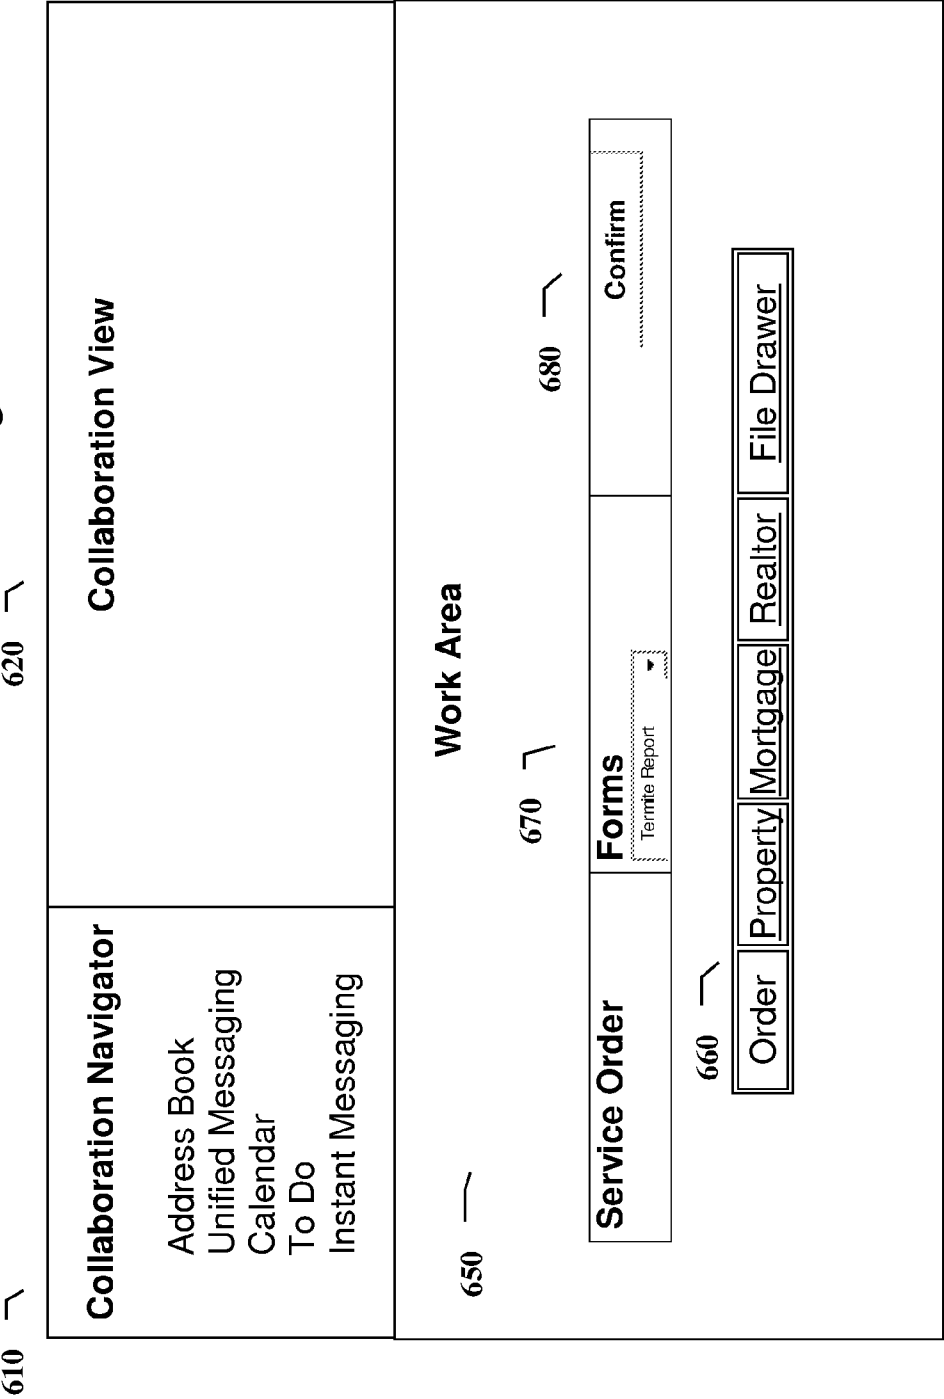 610
620
Collaboration Navigator
Collaboration View
Address Book
Unified Messaging
Calendar
To Do
Instant Messaging
Work Area
650
670
680
Service Order
Forms
Confirm
Termite Report
660
Order Property Mortgage Realtor File Drawer